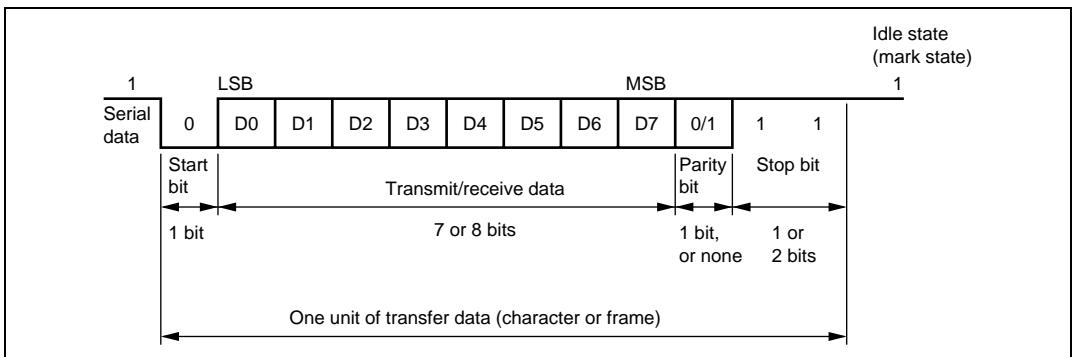 Idle state
(mark state)
1 LSB MSB 1
Serial
data
0 D0 D1 D2 D3 D4 D5 D6 D7 0/1 1 1
Start
bit
Transmit/receive data
Parity
bit
Stop bit
1 bit
7 or 8 bits
1 bit,
or none
1 or
2 bits
One unit of transfer data (character or frame)